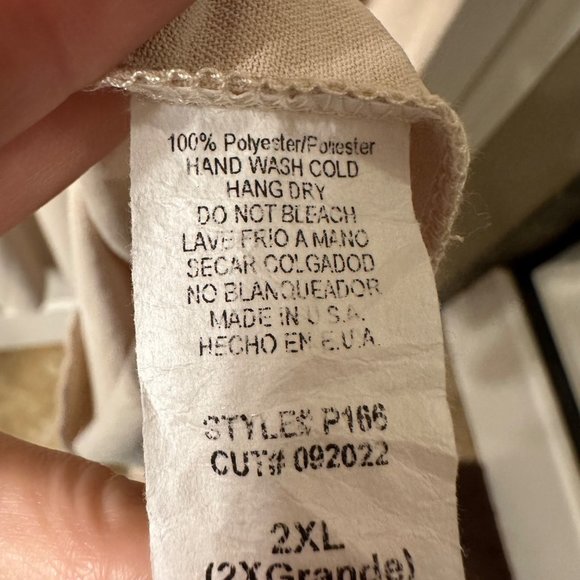 100% Polyester/Poliester
HAND WASH COLD
HANG DRY
DO NOT BLEACH
LAVE FRIO A MANO
SECAR COLGADOD
NO BLANQUEADOR
MADE IN U.S.A.
HECHO EN E.U.A.
STYLE# P166
CUT# 092022
2XL
(2XGrande)